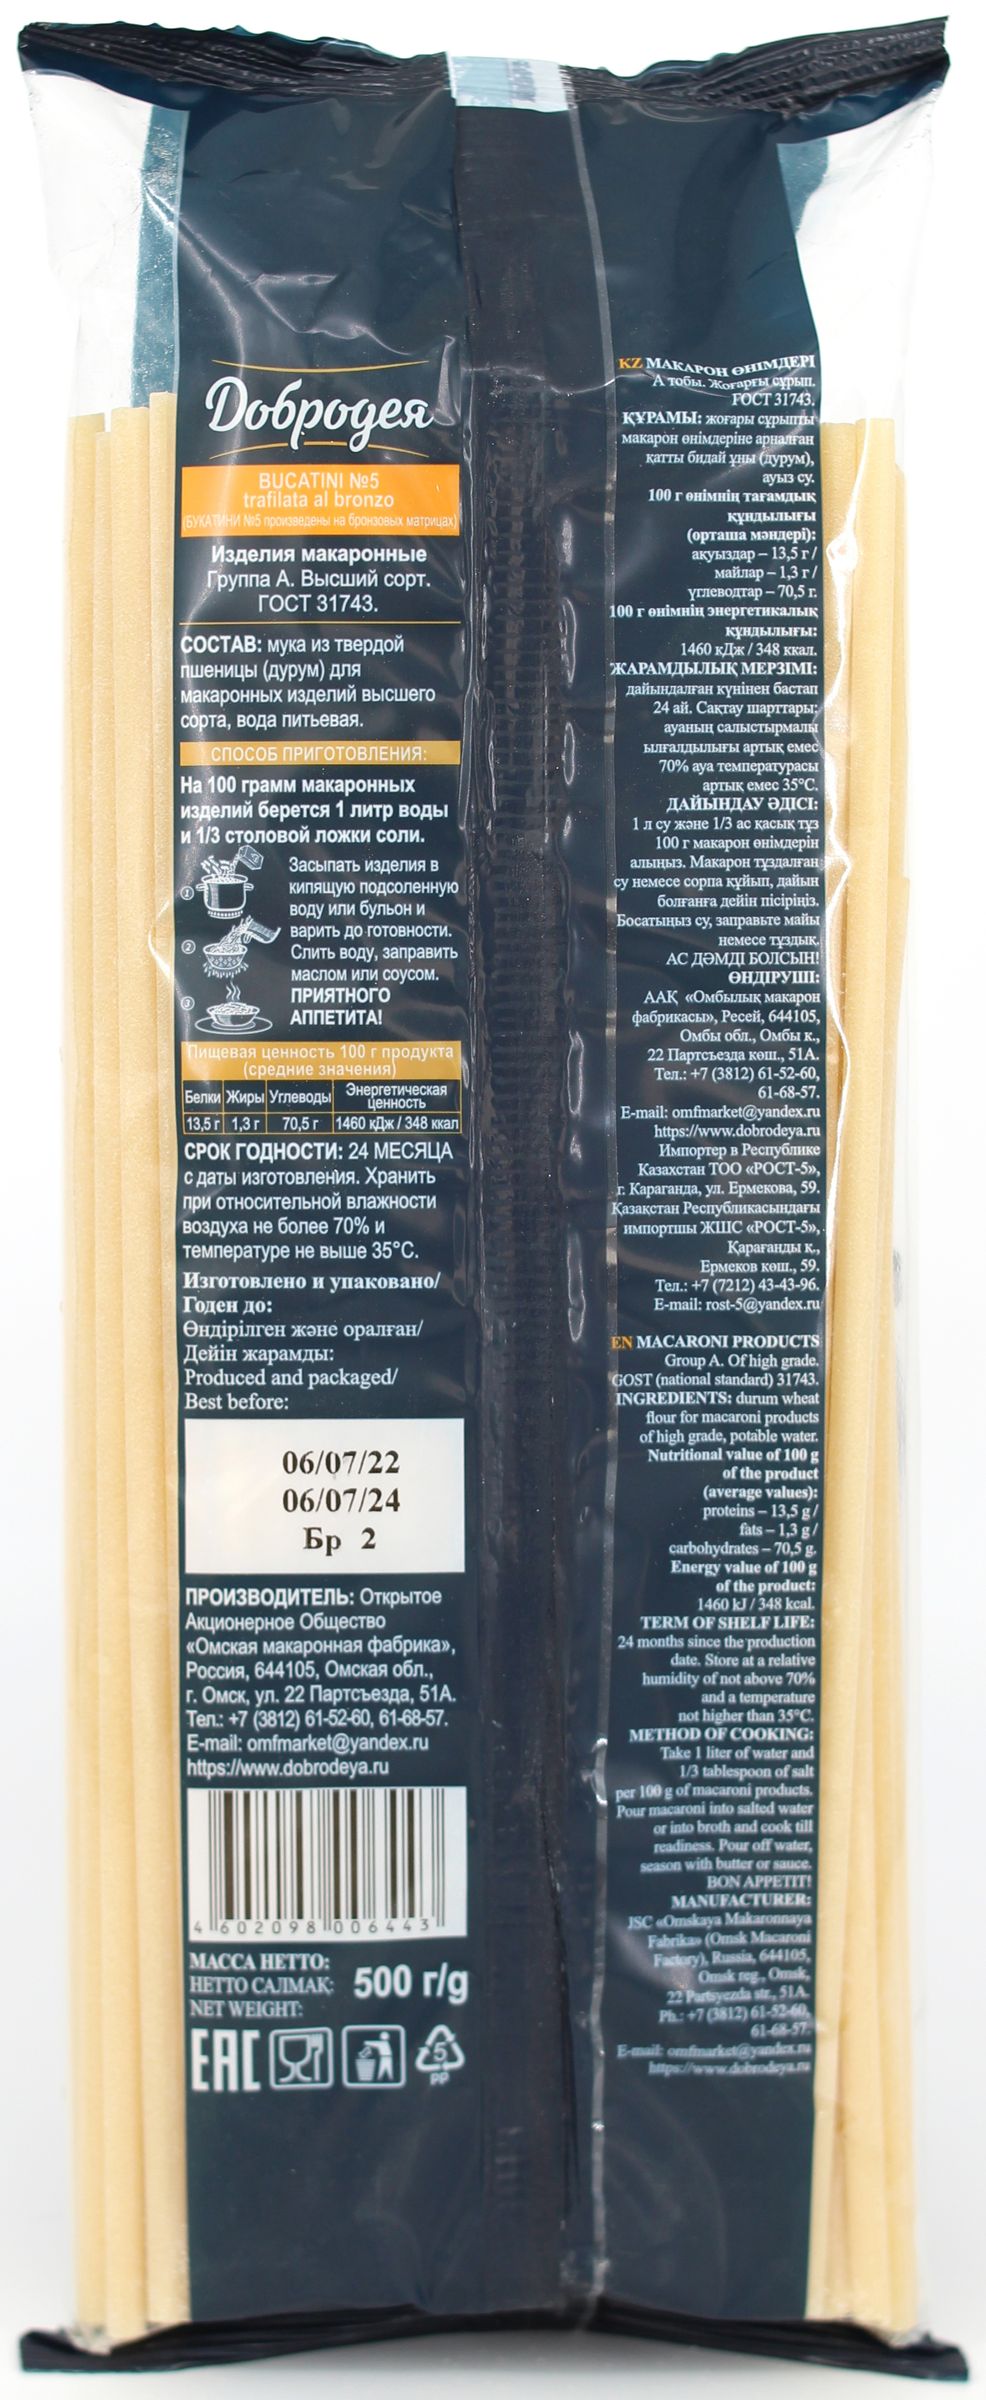 Добродея
BUCATINI №5
trafilata al bronzo
(БУКАТИНИ №5 произведены на бронзовых матрицах)
Изделия макаронные
Группа А. Высший сорт.
ГОСТ 31743.
СОСТАВ: мука из твердой
пшеницы (дурум) для
макаронных изделий высшего
сорта, вода питьевая.
СПОСОБ ПРИГОТОВЛЕНИЯ:
На 100 грамм макаронных
изделий берется 1 литр воды
и 1/3 столовой ложки соли.
1
2
3
Засыпать изделия в
кипящую подсоленную
воду или бульон и
варить до готовности.
Слить воду, заправить
маслом или соусом.
ПРИЯТНОГО
АППЕТИТА!
Пищевая ценность 100 г продукта
(средние значения)
Белки Жиры Углеводы Энергетическая
ценность
13,5 г 1,3 г 70,5 г 1460 кДж / 348 ккал
СРОК ГОДНОСТИ: 24 МЕСЯЦА
с даты изготовления. Хранить
при относительной влажности
воздуха не более 70% и
температуре не выше 35°С.
Изготовлено и упаковано/
Годен до:
Өндірілген және оралған/
Дейін жарамды:
Produced and packaged/
Best before:
06/07/22
06/07/24
Бр 2
ПРОИЗВОДИТЕЛЬ: Открытое
Акционерное Общество
«Омская макаронная фабрика»,
Россия, 644105, Омская обл.,
г. Омск, ул. 22 Партсъезда, 51А.
Тел.: +7 (3812) 61-52-60, 61-68-57.
E-mail: omfmarket@yandex.ru
https://www.dobrodeya.ru
4 602098 006443
МАССА НЕТТО:
НЕТТО САЛМАҚ:
NET WEIGHT:
500 г/g
EAC
5
PP
KZ МАКАРОН ӨНІМДЕРІ
А тобы. Жоғарғы сұрып.
ГОСТ 31743.
ҚҰРАМЫ: жоғары сұрыпты
макарон өнімдеріне арналған
қатты бидай ұны (дурум),
ауыз су.
100 г өнімнің тағамдық
құндылығы
(орташа мәндері):
ақуыздар – 13,5 г /
майлар – 1,3 г /
углеводтар – 70,5 г.
100 г өнімнің энергетикалық
құндылығы:
1460 кДж / 348 ккал.
ЖАРАМДЫЛЫҚ МЕРЗІМІ:
дайындалған күнінен бастап
24 ай. Сақтау шарттары:
ауаның салыстырмалы
ылғалдылығы артық емес
70% ауа температурасы
артық емес 35°С.
ДАЙЫНДАУ ӘДІСІ:
1 л су және 1/3 ас қасық тұз
100 г макарон өнімдерін
алыңыз. Макарон тұздалған
су немесе сорпа құйып, дайын
болғанға дейін пісіріңіз.
Босатыңыз су, заправьте майы
немесе тұздық.
АС ДӘМДІ БОЛСЫН!
ӨНДІРУШІ:
ААҚ «Омбылық макарон
фабрикасы», Ресей, 644105,
Омбы обл., Омбы к.,
22 Партсъезда көш., 51А.
Тел.: +7 (3812) 61-52-60,
61-68-57.
E-mail: omfmarket@yandex.ru
https://www.dobrodeya.ru
Импортер в Республике
Казахстан ТОО «РОСТ-5»,
г. Караганда, ул. Ермекова, 59.
Қазақстан Республикасындағы
импортшы ЖШС «РОСТ-5»,
Қарағанды қ.,
Ермеков көш., 59.
Тел.: +7 (7212) 43-43-96.
E-mail: rost-5@yandex.ru
EN MACARONI PRODUCTS
Group A. Of high grade.
GOST (national standard) 31743.
INGREDIENTS: durum wheat
flour for macaroni products
of high grade, potable water.
Nutritional value of 100 g
of the product
(average values):
proteins – 13,5 g /
fats – 1,3 g /
carbohydrates – 70,5 g.
Energy value of 100 g
of the product:
1460 kJ / 348 kcal.
TERM OF SHELF LIFE:
24 months since the production
date. Store at a relative
humidity of not above 70%
and a temperature
not higher than 35°C.
METHOD OF COOKING:
Take 1 liter of water and
1/3 tablespoon of salt
per 100 g of macaroni products.
Pour macaroni into salted water
or into broth and cook till
readiness. Pour off water,
season with butter or sauce.
BON APPETIT!
MANUFACTURER:
JSC «Omskaya Makaronnaya
Fabrika» (Omsk Macaroni
Factory), Russia, 644105,
Omsk reg., Omsk,
22 Partsyezda str., 51A.
Ph.: +7 (3812) 61-52-60,
61-68-57.
E-mail: omfmarket@yandex.ru
https://www.dobrodeya.ru